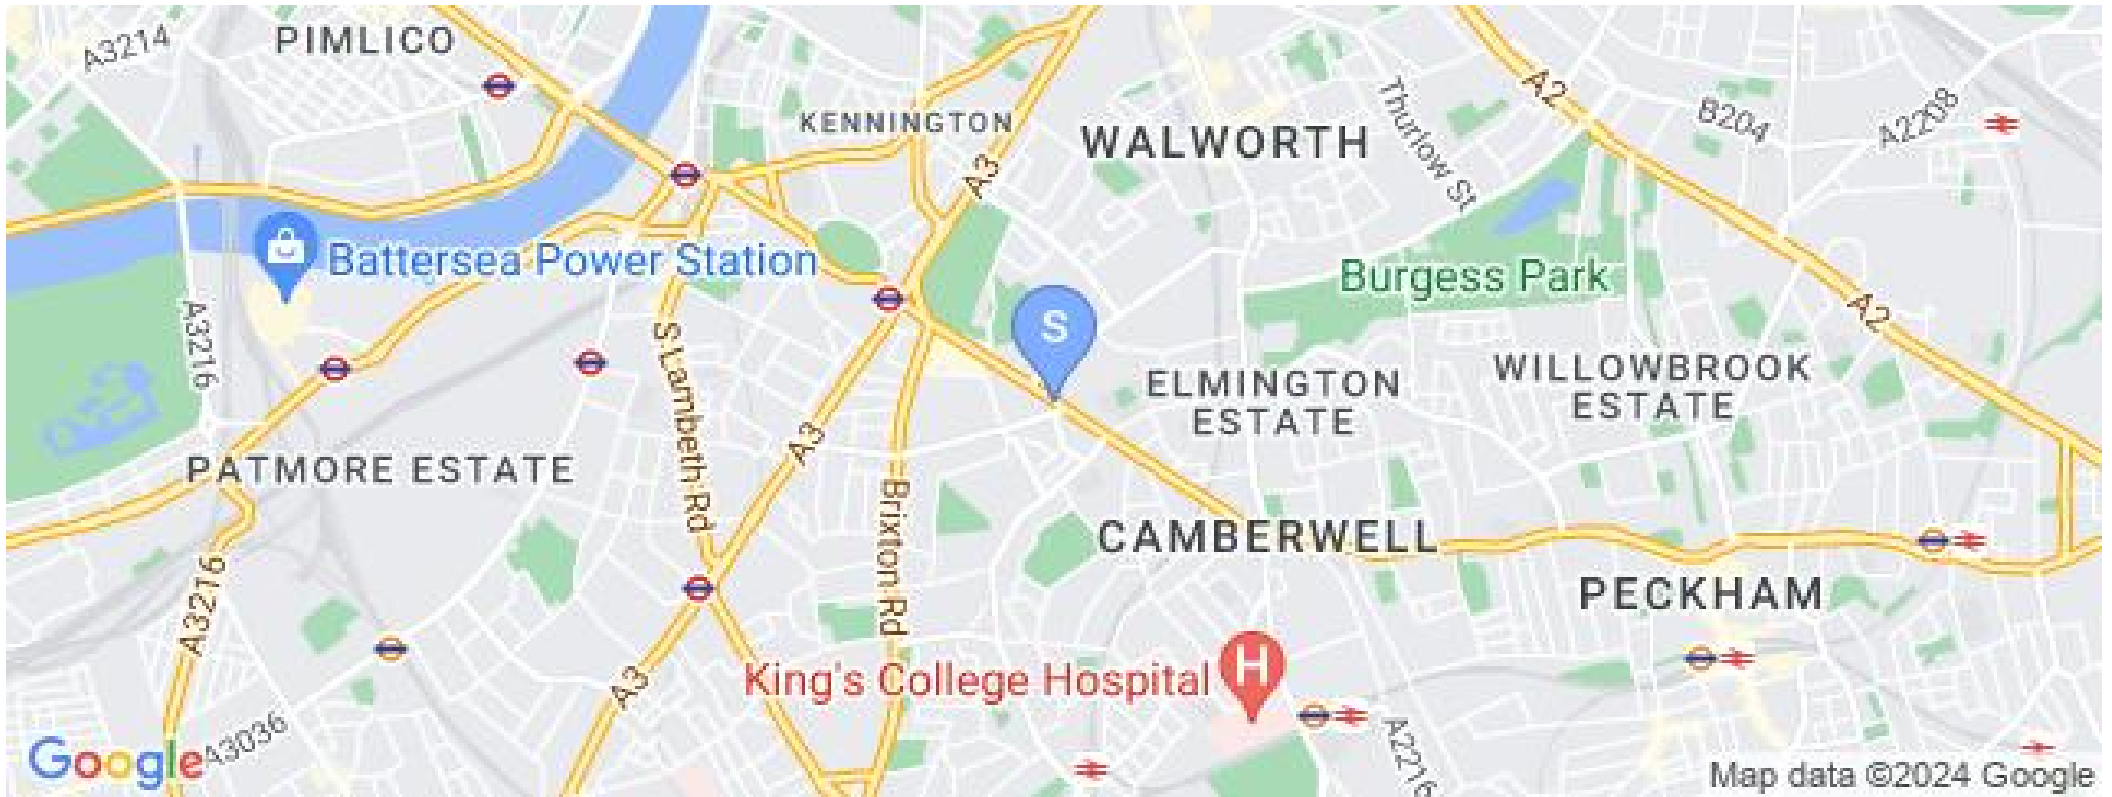 A3214
PIMLICO
KENNINGTON
WALWORTH
A3
Thurlow St
A2
B204
A2208
Battersea Power Station
Burgess Park
S
A2
A3216
S Lambeth Rd
A3
ELMINGTON
ESTATE
WILLOWBROOK
ESTATE
PATMORE ESTATE
Brixton Rd
CAMBERWELL
PECKHAM
A3216
A3
King's College Hospital
H
A3036
A2216
Google
Map data ©2024 Google